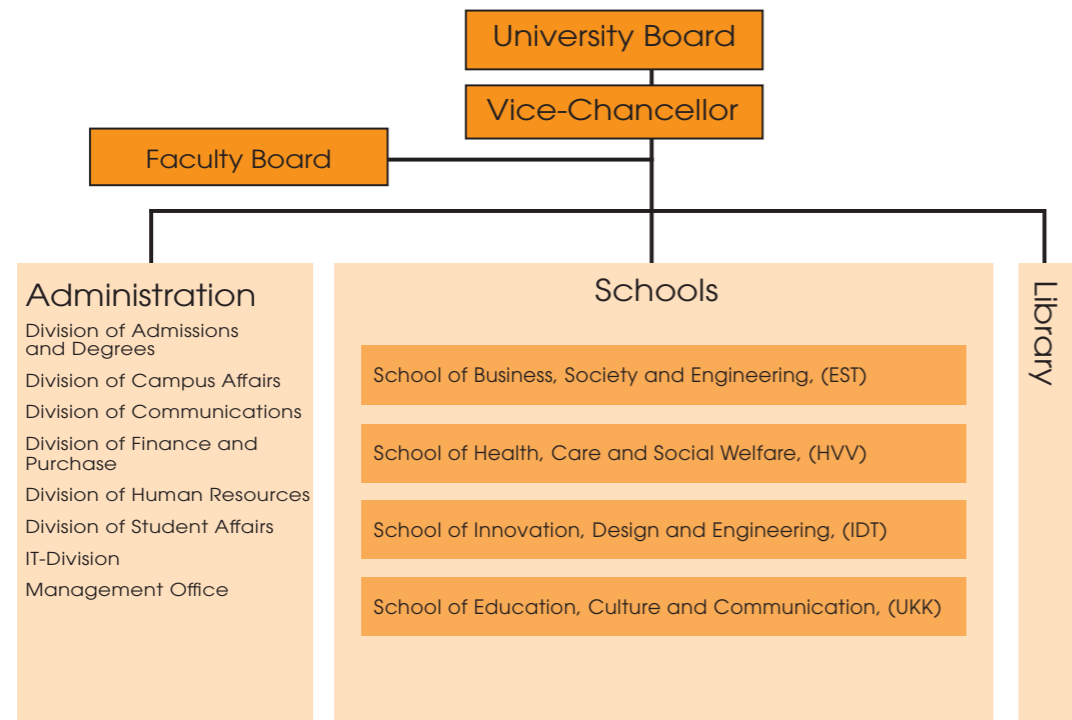 University Board
Vice-Chancellor
Faculty Board
Administration
Division of Admissions
and Degrees
Division of Campus Affairs
Division of Communications
Division of Finance and
Purchase
Division of Human Resources
Division of Student Affairs
IT-Division
Management Office
Schools
School of Business, Society and Engineering, (EST)
School of Health, Care and Social Welfare, (HVV)
School of Innovation, Design and Engineering, (IDT)
School of Education, Culture and Communication, (UKK)
Library